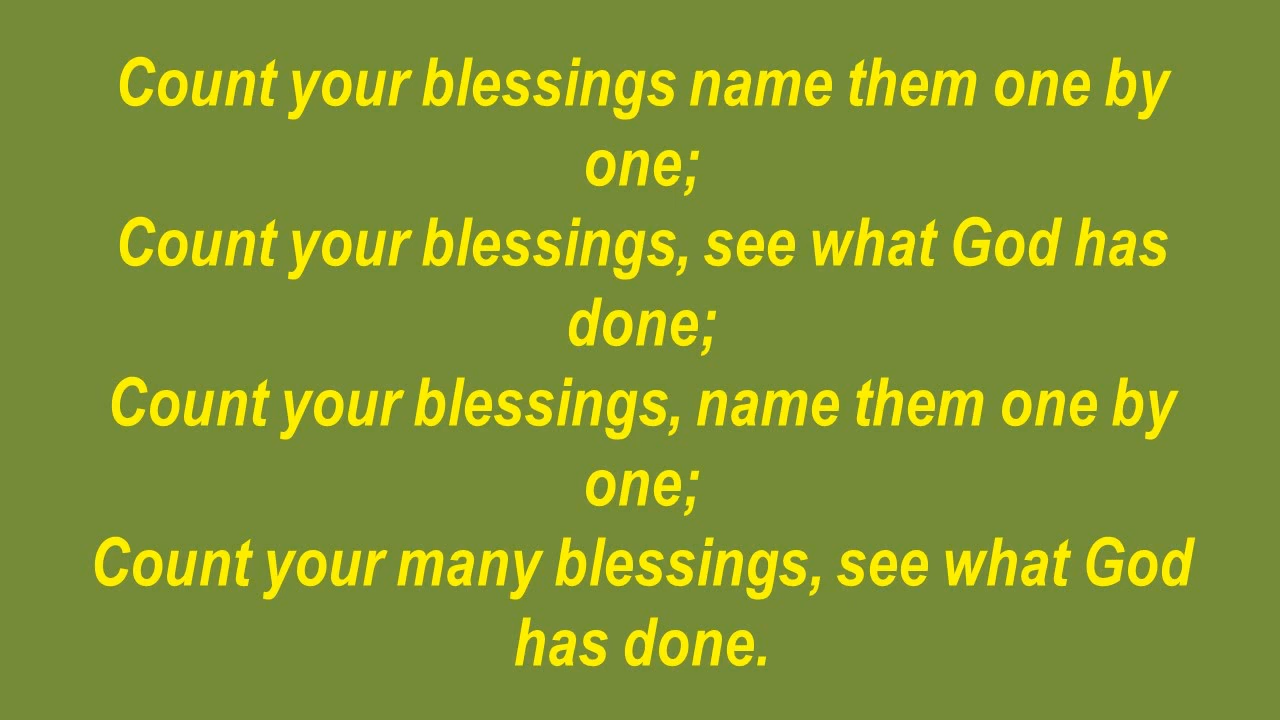 Count your blessings name them one by
one;
Count your blessings, see what God has
done;
Count your blessings, name them one by
one;
Count your many blessings, see what God
has done.